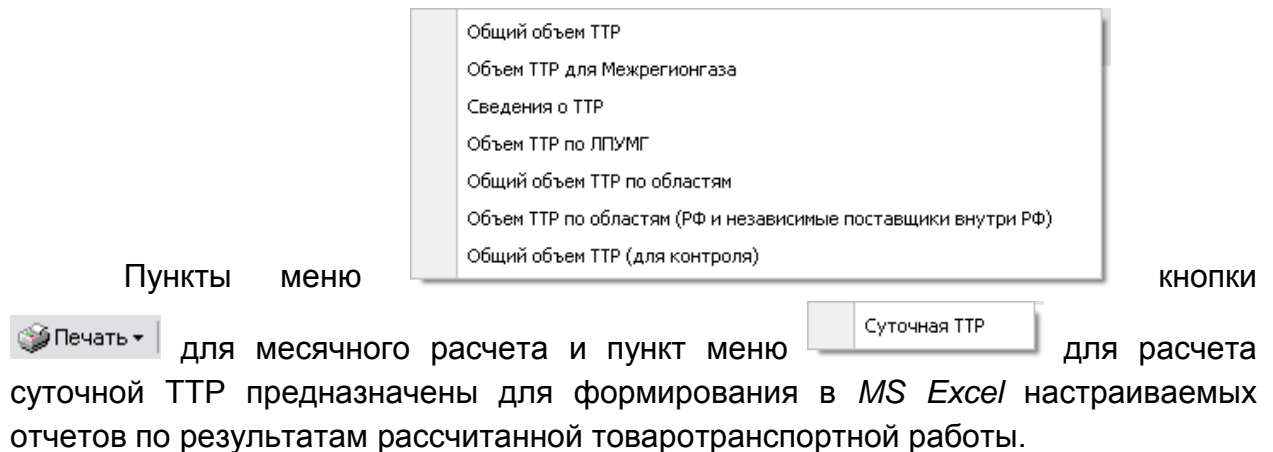 Общий объем ТТР
Объем ТТР для Межрегионгаза
Сведения о ТТР
Объем ТТР по ЛПУМГ
Общий объем ТТР по областям
Объем ТТР по областям (РФ и независимые поставщики внутри РФ)
Общий объем ТТР (для контроля)
Пункты меню кнопки
Печать для месячного расчета и пункт меню Суточная ТТР для расчета
суточной ТТР предназначены для формирования в MS Excel настраиваемых
отчетов по результатам рассчитанной товаротранспортной работы.